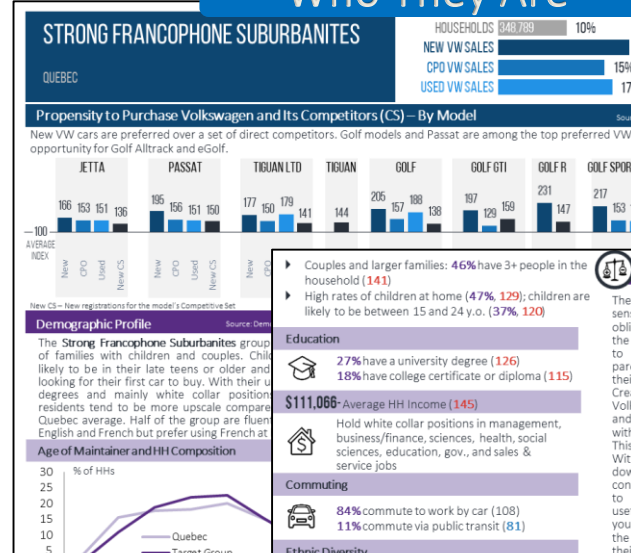 Who They Are
STRONG FRANCOPHONE SUBURBANITES
QUEBEC
HOUSEHOLDS 348,789 10%
NEW VW SALES
CPO VW SALES 15%
USED VW SALES 17
Propensity to Purchase Volkswagen and Its Competitors (CS) – By Model
New VW cars are preferred over a set of direct competitors. Golf models and Passat are among the top preferred VW
opportunity for Golf Alltrack and eGolf.
JETTA PASSAT TIGUAN LTD TIGUAN GOLF GOLF GTI GOLF R GOLF SPOR
166 153 151 136 195 156 151 150 177 150 179 141 144 205 157 188 138 197 129 159 231 147 217 153
100
AVERAGE
INDEX
New CPO Used New CS New CPO Used New CS New
New CS – New registrations for the model's Competitive Set
Demographic Profile
The Strong Francophone Suburbanites group
of families with children and couples. Chil
likely to be in their late teens or older and
looking for their first car to buy. With their u
degrees and mainly white collar positions
residents tend to be more upscale compare
Quebec average. Half of the group are fluen
English and French but prefer using French at
Age of Maintainer and HH Composition
% of HHs
30
25
20
15
10
5
Quebec
Target Group
Couples and larger families: 46% have 3+ people in the
household (141)
High rates of children at home (47%, 129); children are
likely to be between 15 and 24 y.o. (37%, 120)
Education
27% have a university degree (126)
18% have college certificate or diploma (115)
$111,066- Average HH Income (145)
Hold white collar positions in management,
business/finance, sciences, health, social
sciences, education, gov., and sales &
service jobs
Commuting
84% commute to work by car (108)
11% commute via public transit (81)
Ethnic Diversity
The
sens
oblig
the
to
pare
their
Crea
Voll
and
with
This
Wit
dow
con
to
use
you
the